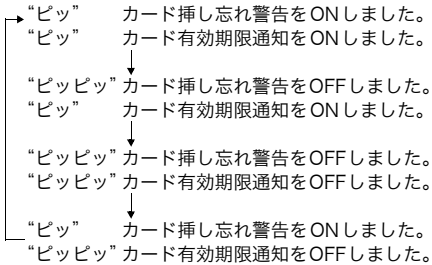 “ピッ” カード挿し忘れ警告をONしました。
“ピッ” カード有効期限通知をONしました。
“ピッピッ” カード挿し忘れ警告をOFFしました。
“ピッ” カード有効期限通知をONしました。
“ピッピッ” カード挿し忘れ警告をOFFしました。
“ピッピッ” カード有効期限通知をOFFしました。
“ピッ” カード挿し忘れ警告をONしました。
“ピッピッ” カード有効期限通知をOFFしました。